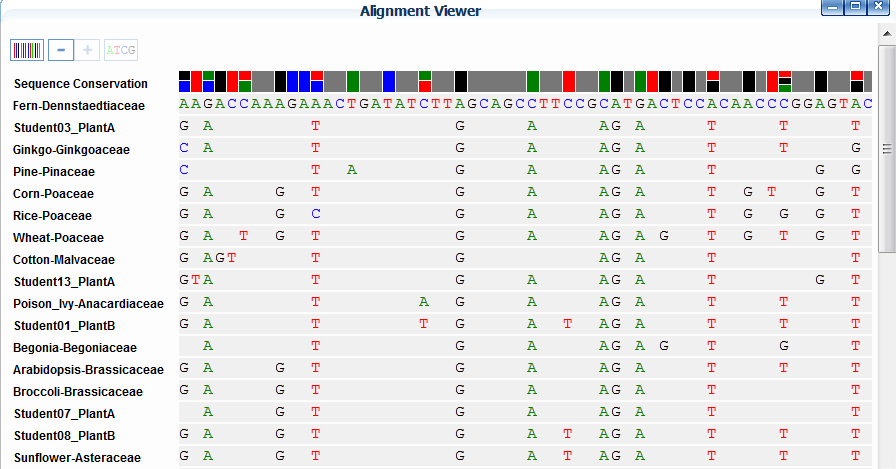 Alignment Viewer
ATCG
Sequence Conservation
Fern-Dennstaedtiaceae AAGACCAAAGAAACTGATATCTTAGCAGCCTTCCGCATGACTCCACAACCCGGAGTAC
Student03_PlantA G A T G A AG A T T T
Ginkgo-Ginkgoaceae C A T G A AG A T T G
Pine-Pinaceae C T A G A AG A T G G
Corn-Poaceae G A G T G A AG A T G T G T
Rice-Poaceae G A G C G A AG A T G G G T
Wheat-Poaceae G A T G T G A AG A G T G T G T
Cotton-Malvaceae G AGT T G AG A T T
Student13_PlantA GTA T G A AG A T G T
Poison_Ivy-Anacardiaceae G A T A G A AG A T T T
Student01_PlantB G A T T G A T AG A T T T
Begonia-Begoniaceae A T G A AG A G T G T
Arabidopsis-Brassicaceae G A G T G A AG A T T T
Broccoli-Brassicaceae G A G T G A AG A T T
Student07_PlantA A G T G A AG A T T
Student08_PlantB G A G T G A T AG A T T T
Sunflower-Asteraceae G A G T G A T AG A T T T